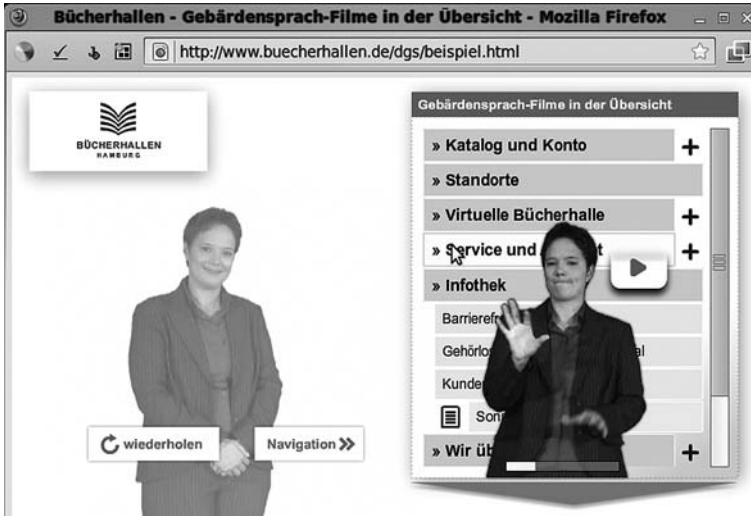 Bücherhallen - Gebärdensprach-Filme in der Übersicht - Mozilla Firefox
http://www.buecherhallen.de/dgs/beispiel.html
BÜCHERHALLEN
HAMBURG
wiederholen
Navigation »
Gebärdensprach-Filme in der Übersicht
» Katalog und Konto +
» Standorte
» Virtuelle Bücherhalle +
» Service und +
» Infothek
» Wir +